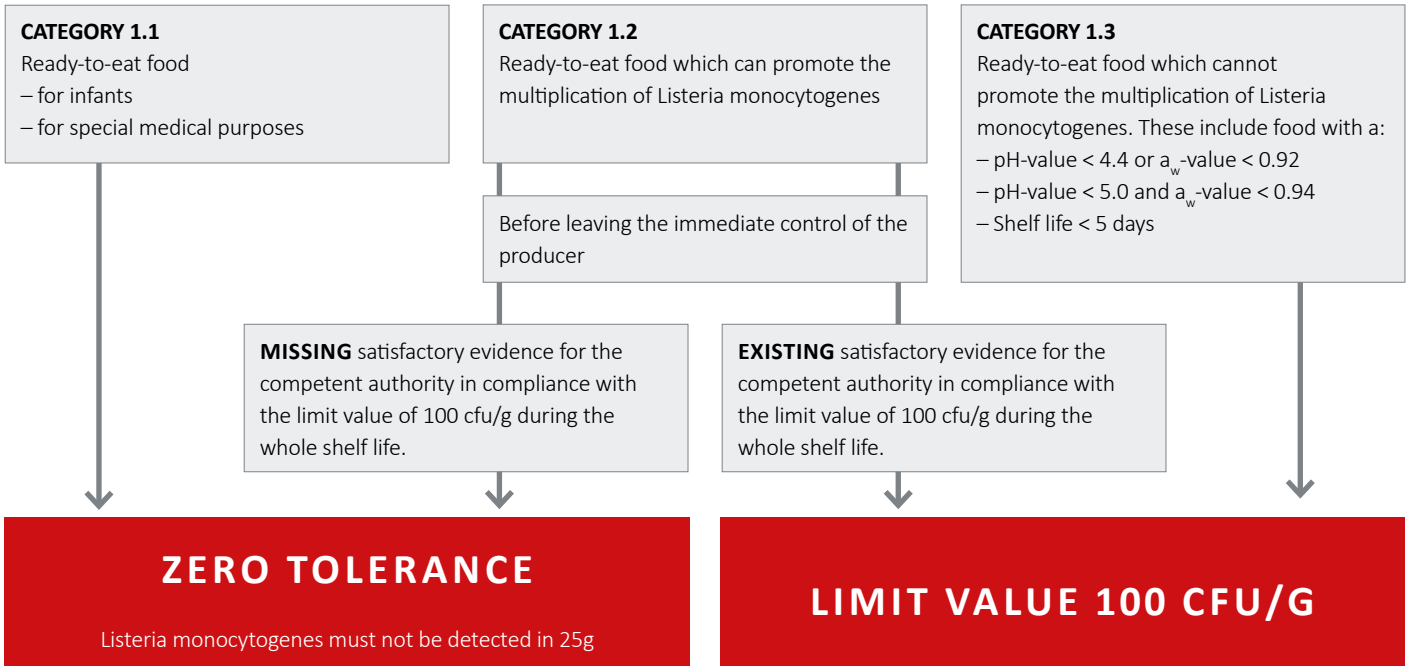 CATEGORY 1.1
Ready-to-eat food
– for infants
– for special medical purposes
CATEGORY 1.2
Ready-to-eat food which can promote the
multiplication of Listeria monocytogenes
CATEGORY 1.3
Ready-to-eat food which cannot
promote the multiplication of Listeria
monocytogenes. These include food with a:
– pH-value < 4.4 or aw-value < 0.92
– pH-value < 5.0 and aw-value < 0.94
– Shelf life < 5 days
Before leaving the immediate control of the
producer
MISSING satisfactory evidence for the
competent authority in compliance with
the limit value of 100 cfu/g during the
whole shelf life.
EXISTING satisfactory evidence for the
competent authority in compliance with
the limit value of 100 cfu/g during the
whole shelf life.
ZERO TOLERANCE
Listeria monocytogenes must not be detected in 25g
LIMIT VALUE 100 CFU/G